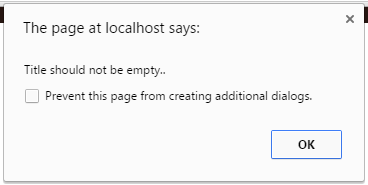 The page at localhost says:
Title should not be empty..
Prevent this page from creating additional dialogs.
OK